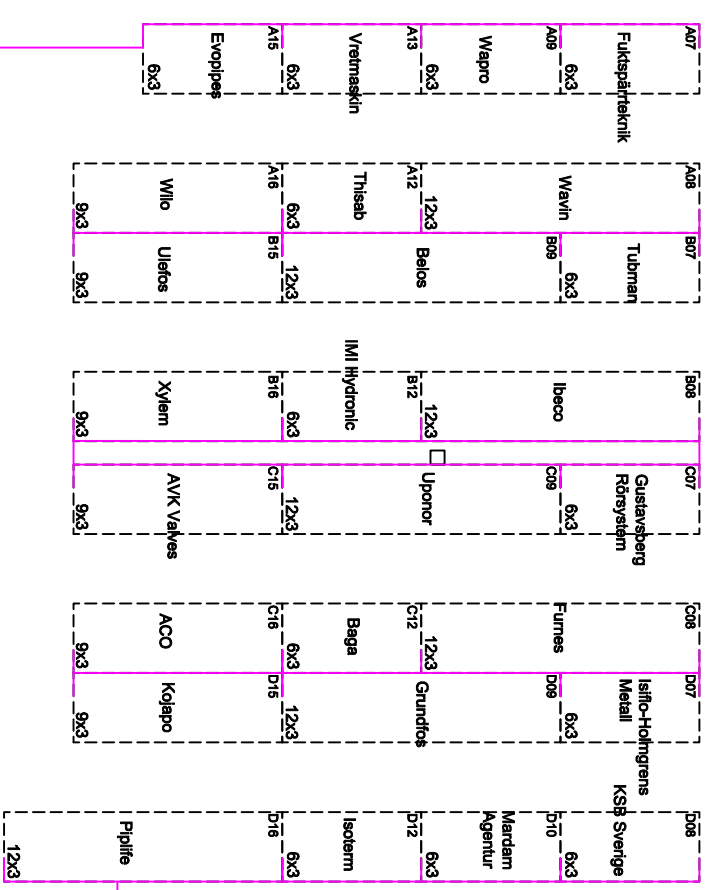 A15
Evopipes
6x3
A13
Vretmaskin
6x3
A09
Wapro
6x3
A07
Fuktspärrteknik
6x3
A16
Wilo
9x3
A12
Thisab
6x3
A08
Wavin
12x3
B15
Ulefos
9x3
B09
Belos
12x3
B07
Tubman
6x3
B16
Xylem
9x3
B12
IMI Hydronic
6x3
B08
Ibeco
12x3
C15
AVK Valves
9x3
C09
Uponor
12x3
C07
Gustavsberg
Rörsystem
6x3
C16
ACO
9x3
C12
Baga
6x3
C08
Furnes
12x3
D15
Kojapo
9x3
D09
Grundfos
12x3
D07
Isiflo-Holmgrens
Metall
6x3
D16
Piplife
12x3
D12
Isoterm
6x3
D10
Mardam
Agentur
6x3
D08
KSB Sverige
6x3